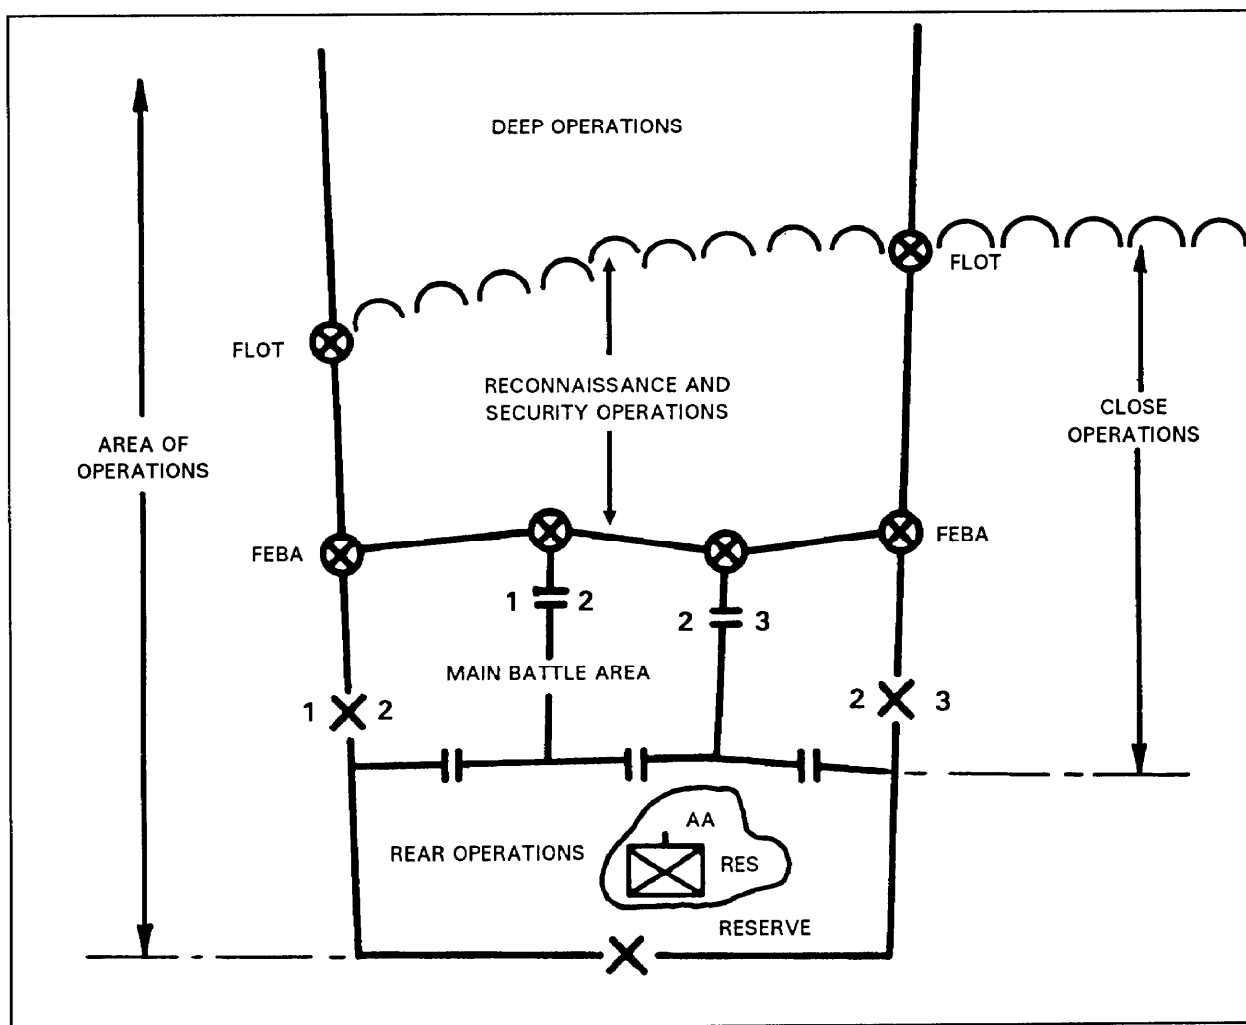 DEEP OPERATIONS
FLOT
FLOT
RECONNAISSANCE AND
SECURITY OPERATIONS
CLOSE
OPERATIONS
AREA OF
OPERATIONS
FEBA
FEBA
1 2
2 3
MAIN BATTLE AREA
1 2
2 3
AA
REAR OPERATIONS
RES
RESERVE